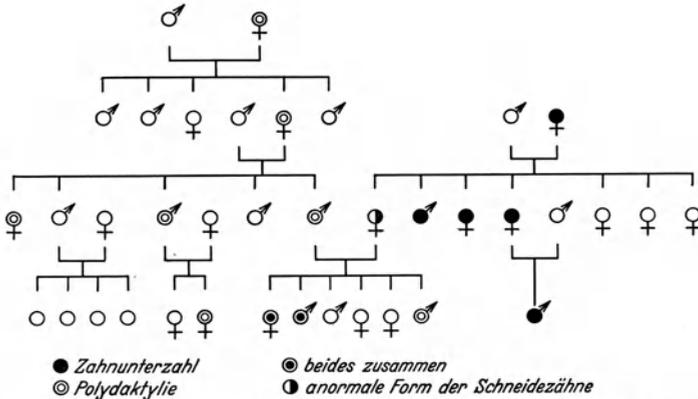 Zahnunterzahl
beides zusammen
Polydaktylie
anormale Form der Schneidezähne